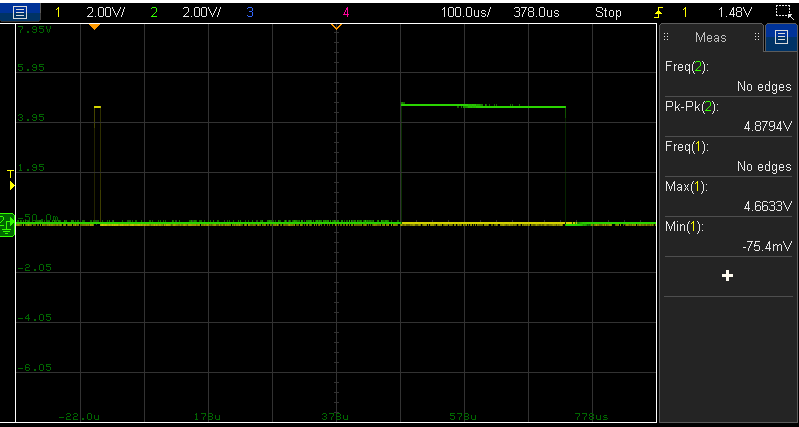 1 2.00V/ 2 2.00V/ 3 4 100.0us/ 378.0us Stop 1 1.48V
7.95V
5.95
3.95
1.95
-50.0m
-2.05
-4.05
-6.05
-22.0u 178u 378u 578u 778us
T
2
Meas
Freq(2):
No edges
Pk-Pk(2):
4.8794V
Freq(1):
No edges
Max(1):
4.6633V
Min(1):
-75.4mV